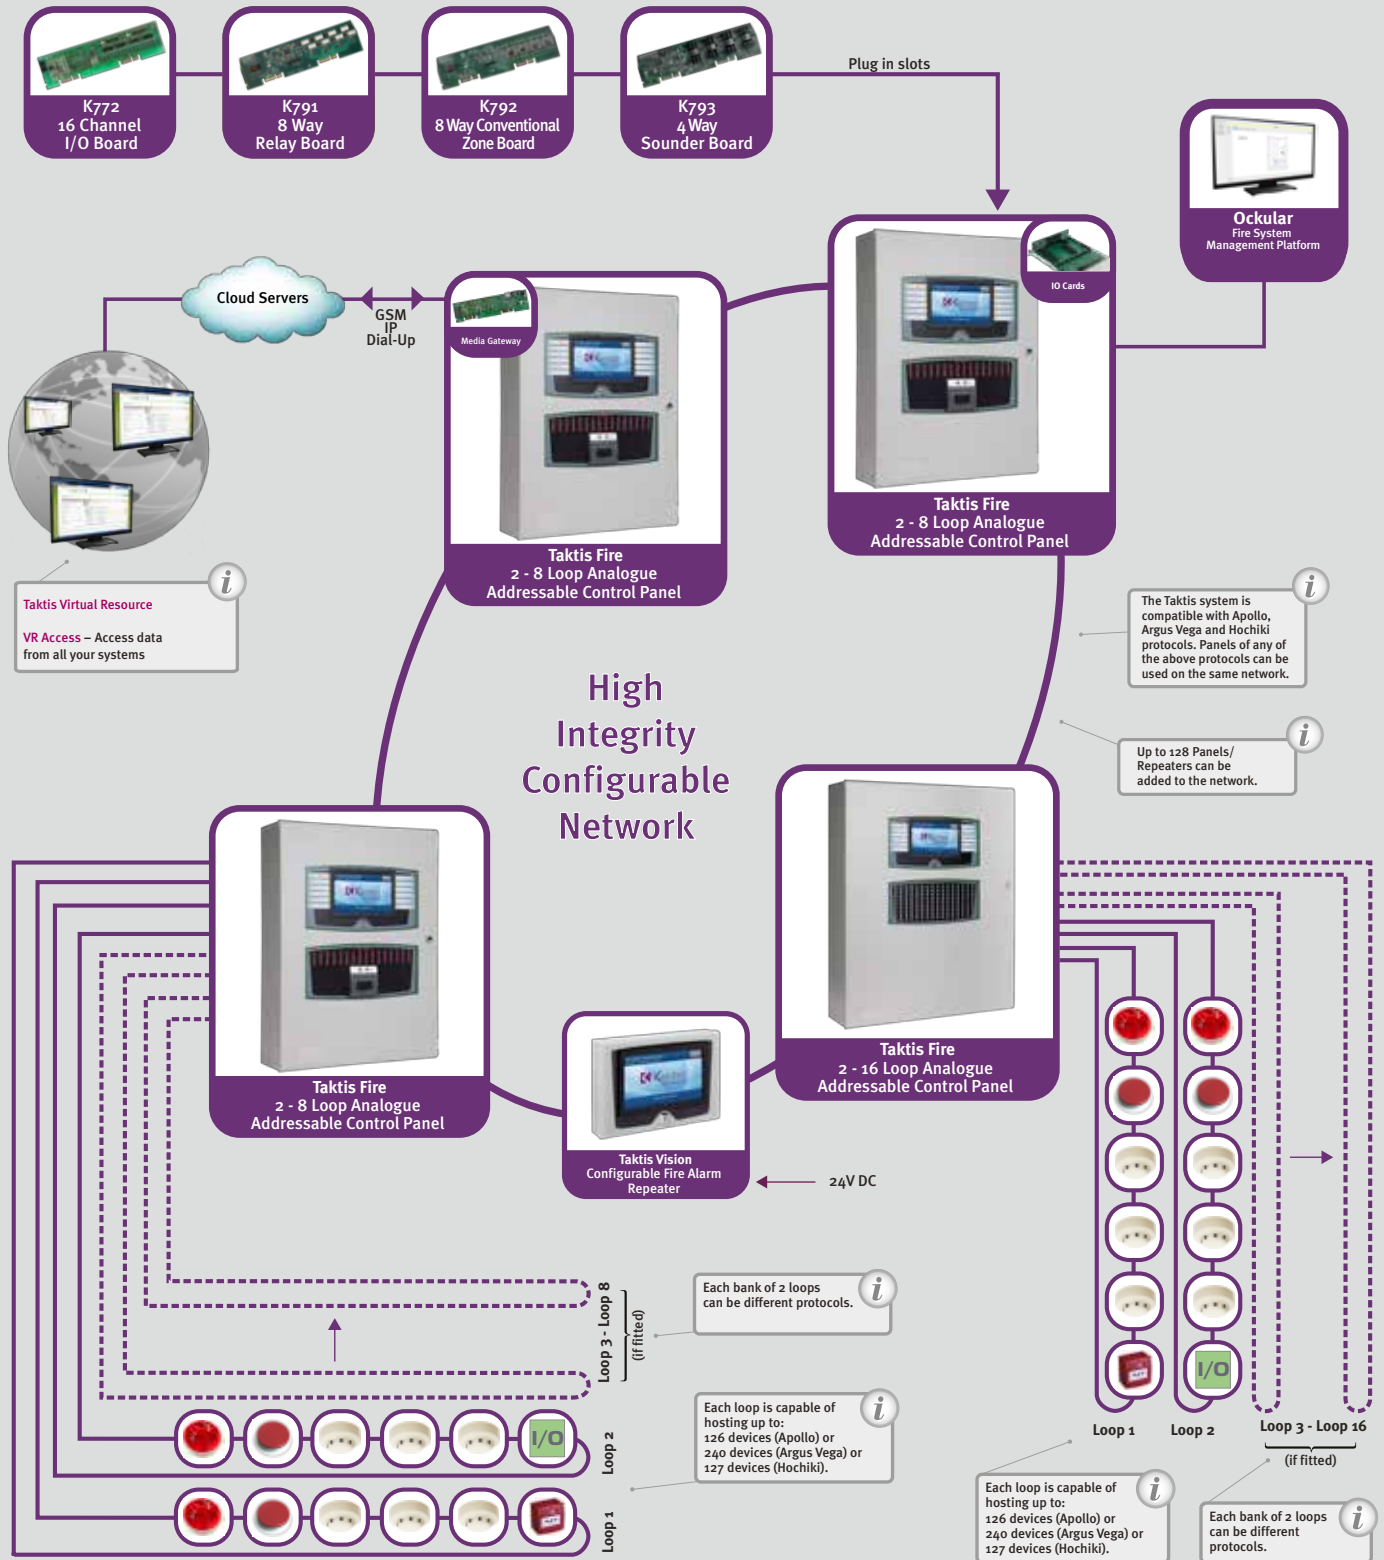 K772
16 Channel
I/O Board
K791
8 Way
Relay Board
K792
8 Way Conventional
Zone Board
K793
4 Way
Sounder Board
Plug in slots
Ockular
Fire System
Management Platform
IO Cards
Cloud Servers
GSM
IP
Dial-Up
Media Gateway
Taktis Fire
2 - 8 Loop Analogue
Addressable Control Panel
Taktis Fire
2 - 8 Loop Analogue
Addressable Control Panel
i
Taktis Virtual Resource
VR Access – Access data
from all your systems
i
The Taktis system is
compatible with Apollo,
Argus Vega and Hochiki
protocols. Panels of any of
the above protocols can be
used on the same network.
i
Up to 128 Panels/
Repeaters can be
added to the network.
High
Integrity
Configurable
Network
Taktis Fire
2 - 8 Loop Analogue
Addressable Control Panel
Taktis Fire
2 - 16 Loop Analogue
Addressable Control Panel
Taktis Vision
Configurable Fire Alarm
Repeater
24V DC
Loop 3 - Loop 8
(if fitted)
i
Each bank of 2 loops
can be different protocols.
i
Each loop is capable of
hosting up to:
126 devices (Apollo) or
240 devices (Argus Vega) or
127 devices (Hochiki).
I/O
Loop 2
Loop 1
I/O
Loop 1
Loop 2
Loop 3 - Loop 16
(if fitted)
i
Each loop is capable of
hosting up to:
126 devices (Apollo) or
240 devices (Argus Vega) or
127 devices (Hochiki).
i
Each bank of 2 loops
can be different
protocols.